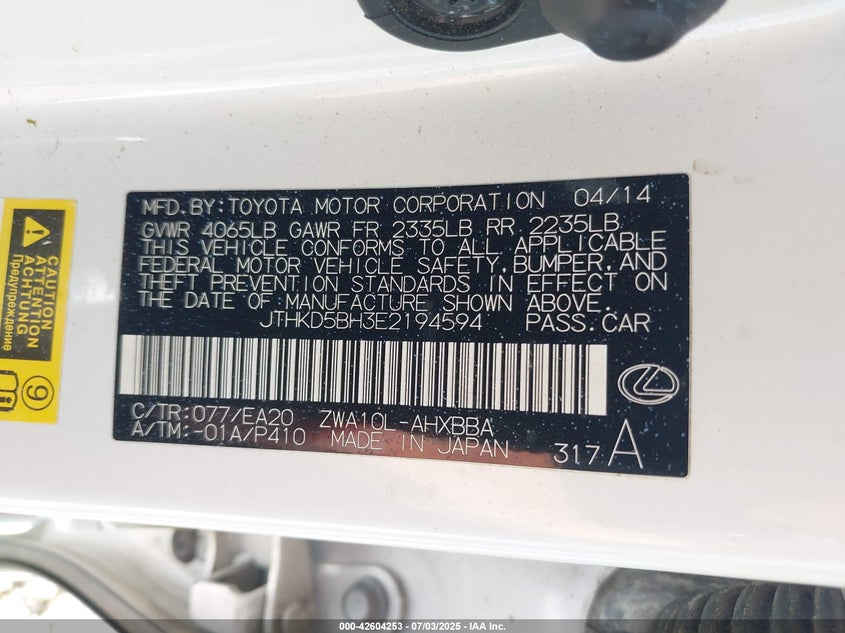 MFD.BY:TOYOTA MOTOR CORPORATION 04/14
GVWR 4065LB GAWR FR 2335LB RR 2235LB
THIS VEHICLE CONFORMS TO ALL APPLICABLE
FEDERAL MOTOR VEHICLE SAFETY,BUMPER,AND
THEFT PREVENTION STANDARDS IN EFFECT ON
THE DATE OF MANUFACTURE SHOWN ABOVE.
JTHKD5BH3E2194594 PASS.CAR
C/TR:077/EA20 ZWA10L-AHXBBA
A/TM:-01A/P410 MADE IN JAPAN 317A
CAUTION
ATTENTION
ACHTUNG
Предупреждение
9
000-42604253 - 07/03/2025 - IAA Inc.